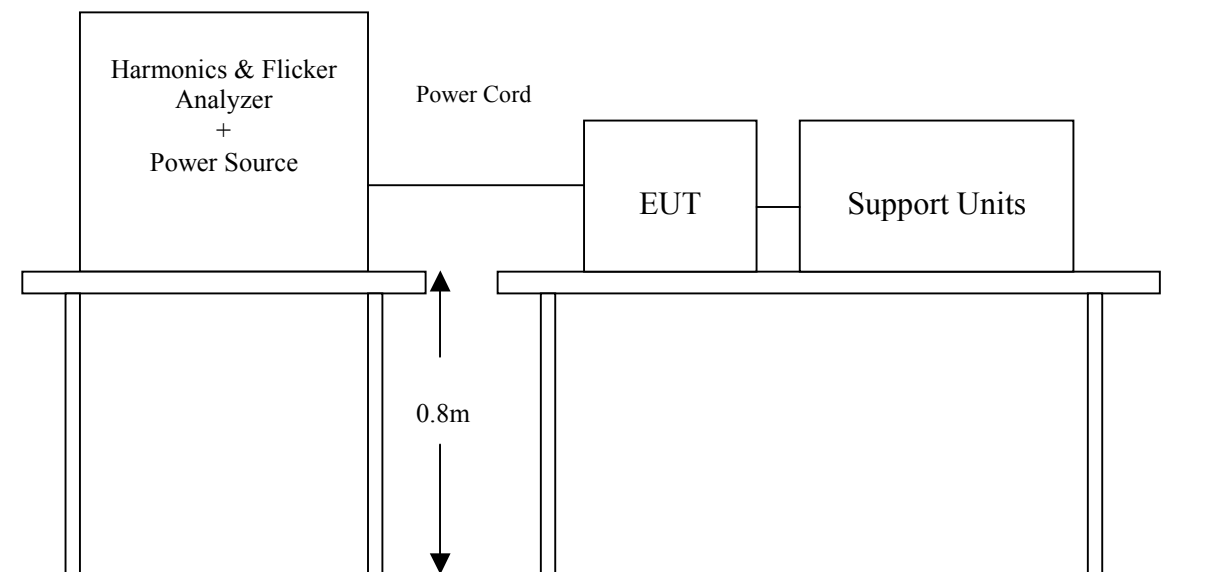 Harmonics & Flicker
Analyzer
+
Power Source
Power Cord
EUT
Support Units
0.8m